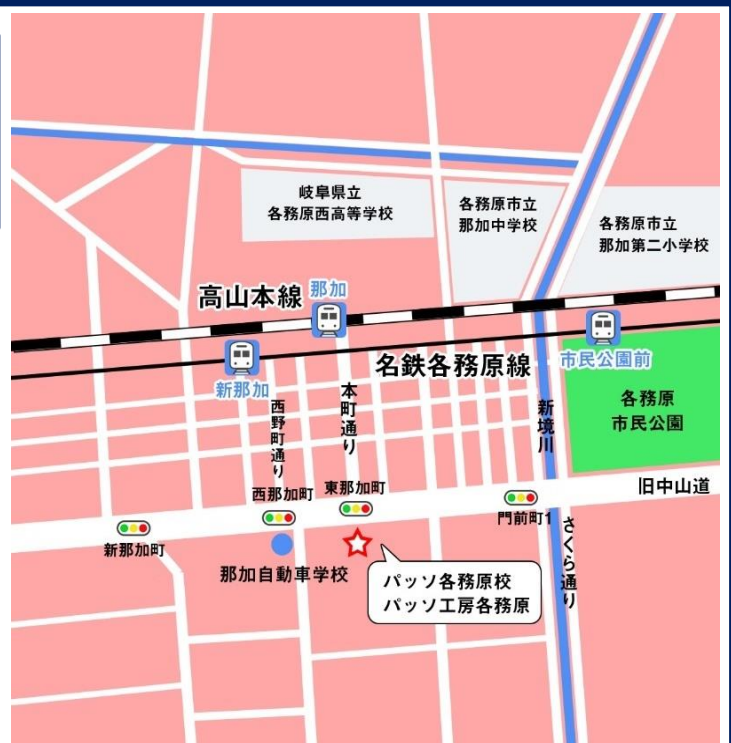 岐阜県立
各務原西高等学校
各務原市立
那加中学校
各務原市立
那加第二小学校
高山本線
那加
新那加
名鉄各務原線
市民公園前
各務原
市民公園
西野町通り
本町通り
新境川
西那加町
東那加町
旧中山道
新那加町
門前町1
さくら通り
那加自動車学校
パッソ各務原校
パッソ工房各務原